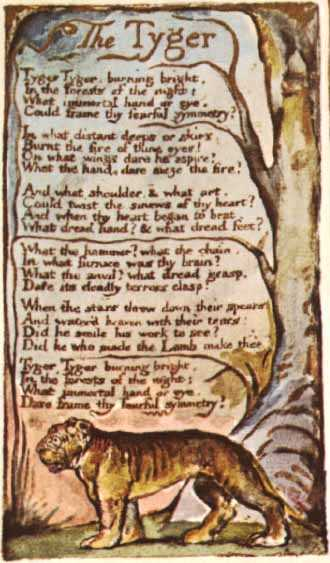 The Tyger
Tyger Tyger. burning bright,
In the forests of the night;
What immortal hand or eye.
Could frame thy fearful symmetry?
In what distant deeps or skies.
Burnt the fire of thine eyes!
On what wings dare he aspire?
What the hand, dare sieze the fire?
And what shoulder, & what art,
Could twist the sinews of thy heart?
And when thy heart began to beat.
What dread hand? & what dread feet?
What the hammer? what the chain.
In what furnace was thy brain?
What the anvil? what dread grasp.
Dare its deadly terrors clasp!
When the stars threw down their spears
And water'd heaven with their tears:
Did he smile his work to see?
Did he who made the Lamb make thee
Tyger Tyger burning bright,
In the forests of the night:
What immortal hand or eye.
Dare frame thy fearful symmetry?